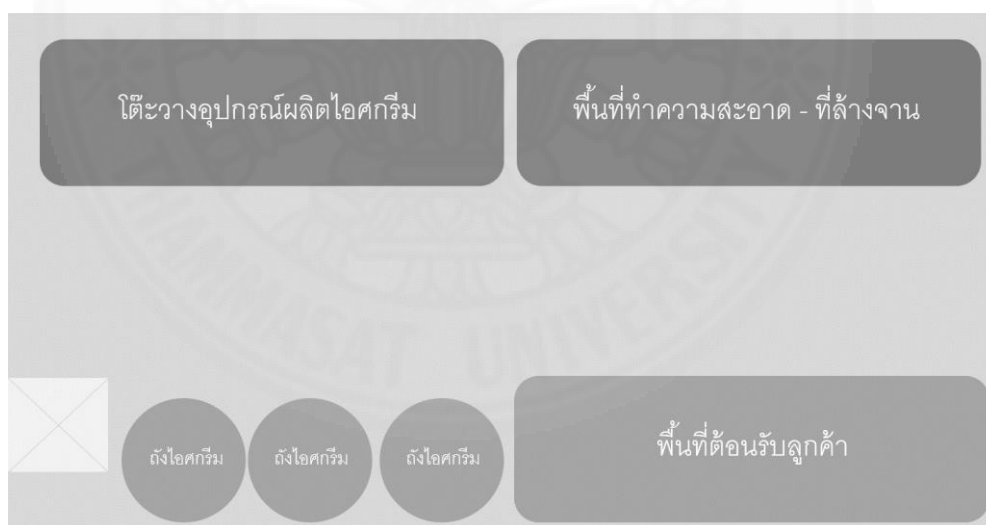 โต๊ะวางอุปกรณ์ผลิตไอศกรีม
พื้นที่ทำความสะอาด - ที่ล้างจาน
ถังไอศกรีม
ถังไอศกรีม
ถังไอศกรีม
พื้นที่ต้อนรับลูกค้า
THAMMASAT UNIVERSITY